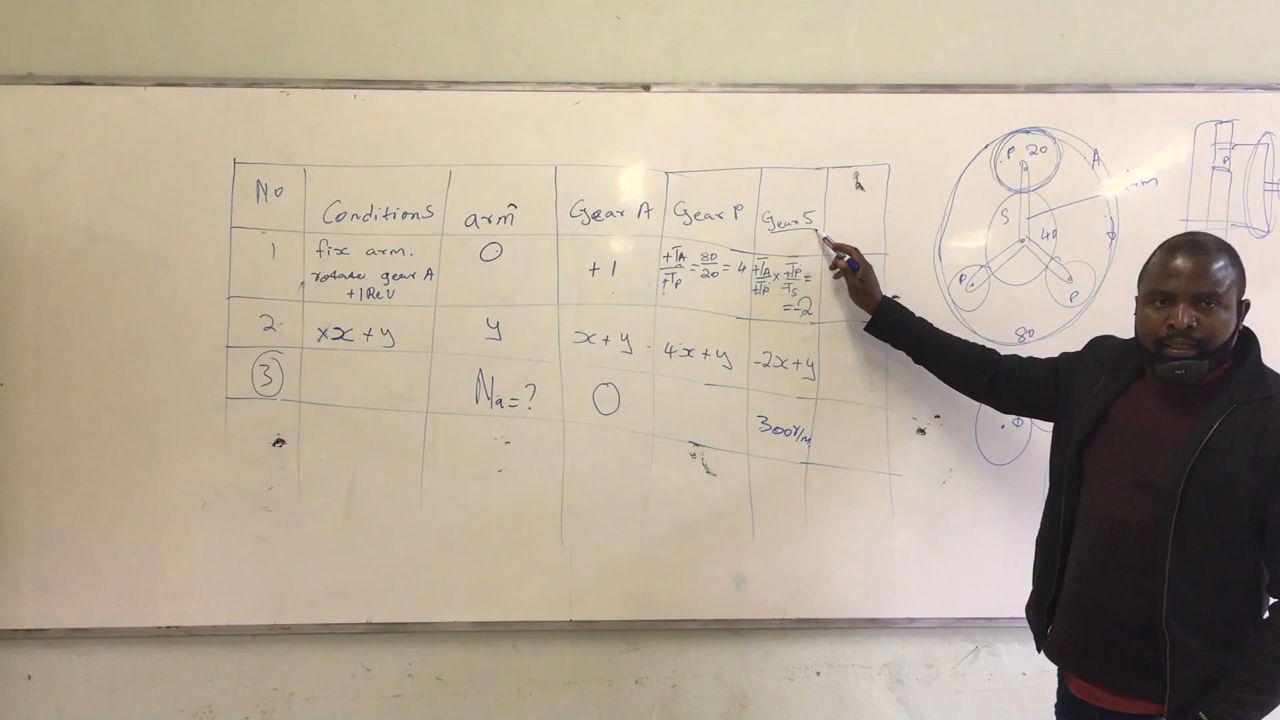 No
Conditions
arm
Gear A
Gear P
Gear S
1
fix arm.
rotate gear A
+1 Rev
0
+1
+TA/+TP = 80/20 = 4
+TA/+TP × +TP/-TS =
= -2
2.
×x + y
y
x + y
4x + y
-2x + y
3
Na = ?
0
300r/m
P 20
A
arm
S
40
P
P
80
P